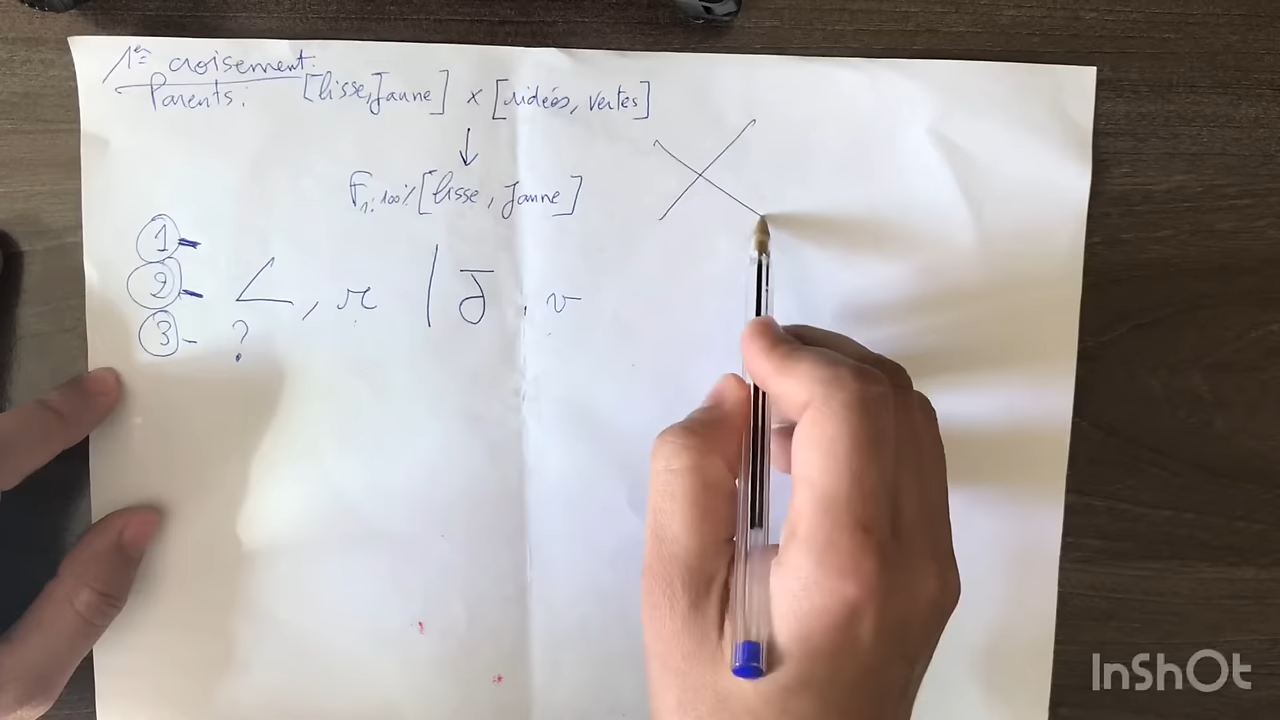 1er croisement.
Parents: [lisse, Jaune] x [ridées, vertes]
F1: 100% [lisse, Jaune]
1 -
2 - L, r | J, v
3 - ?
InShOt